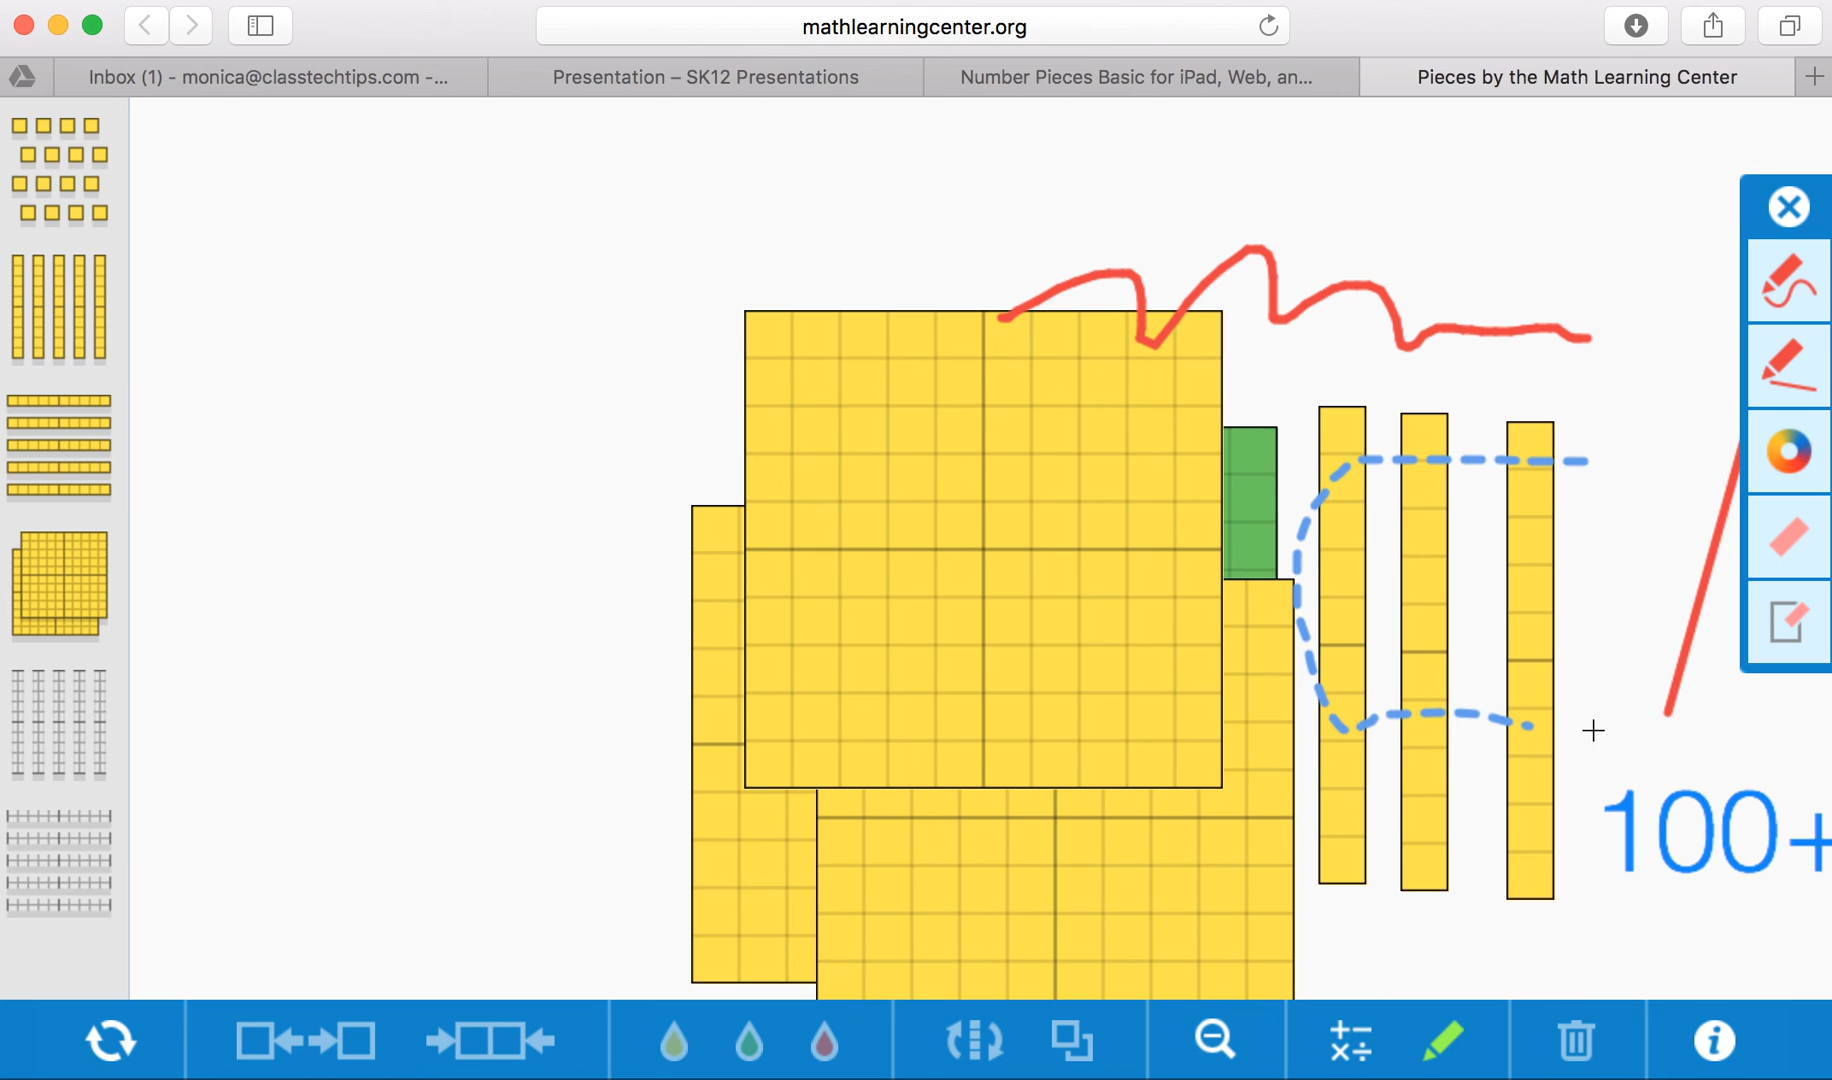 mathlearningcenter.org
Inbox (1) - monica@classtechtips.com -...
Presentation – SK12 Presentations
Number Pieces Basic for iPad, Web, an...
Pieces by the Math Learning Center
100+